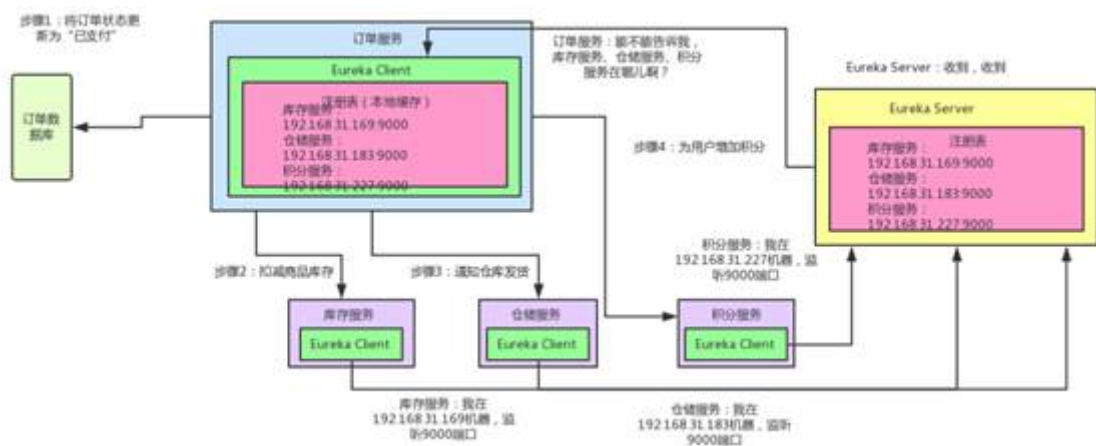 步骤1：将订单状态更
新为“已支付”
订单数
据库
订单服务
Eureka Client
注册表（本地缓存）
库存服务：
192.168.31.169:9000
仓储服务：
192.168.31.183:9000
积分服务：
192.168.31.227:9000
订单服务：能不能告诉我，
库存服务、仓储服务、积分
服务在哪儿啊？
Eureka Server：收到，收到
Eureka Server
注册表
库存服务：
192.168.31.169:9000
仓储服务：
192.168.31.183:9000
积分服务：
192.168.31.227:9000
步骤4：为用户增加积分
步骤2：扣减商品库存
步骤3：通知仓库发货
积分服务：我在
192.168.31.227机器，监
听9000端口
库存服务
Eureka Client
仓储服务
Eureka Client
积分服务
Eureka Client
库存服务：我在
192.168.31.169机器，监
听9000端口
仓储服务：我在
192.168.31.183机器，监听
9000端口